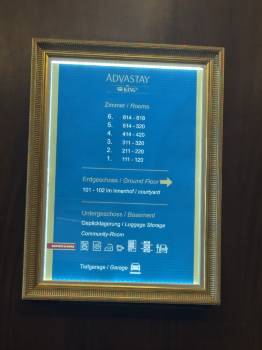 ADVASTAY
BY KING'S
Zimmer / Rooms
6. 614 - 618
5. 514 - 520
4. 414 - 420
3. 311 - 320
2. 211 - 220
1. 111 - 120
Erdgeschoss / Ground Floor
101 - 102 im Innenhof / courtyard
Untergeschoss / Basement
Gepäcklagerung / Luggage Storage
Community-Room
Tiefgarage / Garage